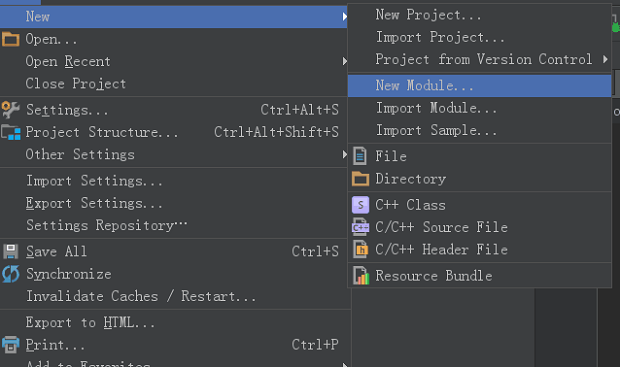 New
Open...
Open Recent
Close Project
Settings... Ctrl+Alt+S
Project Structure... Ctrl+Alt+Shift+S
Other Settings
Import Settings...
Export Settings...
Settings Repository...
Save All Ctrl+S
Synchronize
Invalidate Caches / Restart...
Export to HTML...
Print... Ctrl+P
Add to Favorites
New Project...
Import Project...
Project from Version Control
New Module...
Import Module...
Import Sample...
File
Directory
S C++ Class
C++ C/C++ Source File
h C/C++ Header File
Resource Bundle